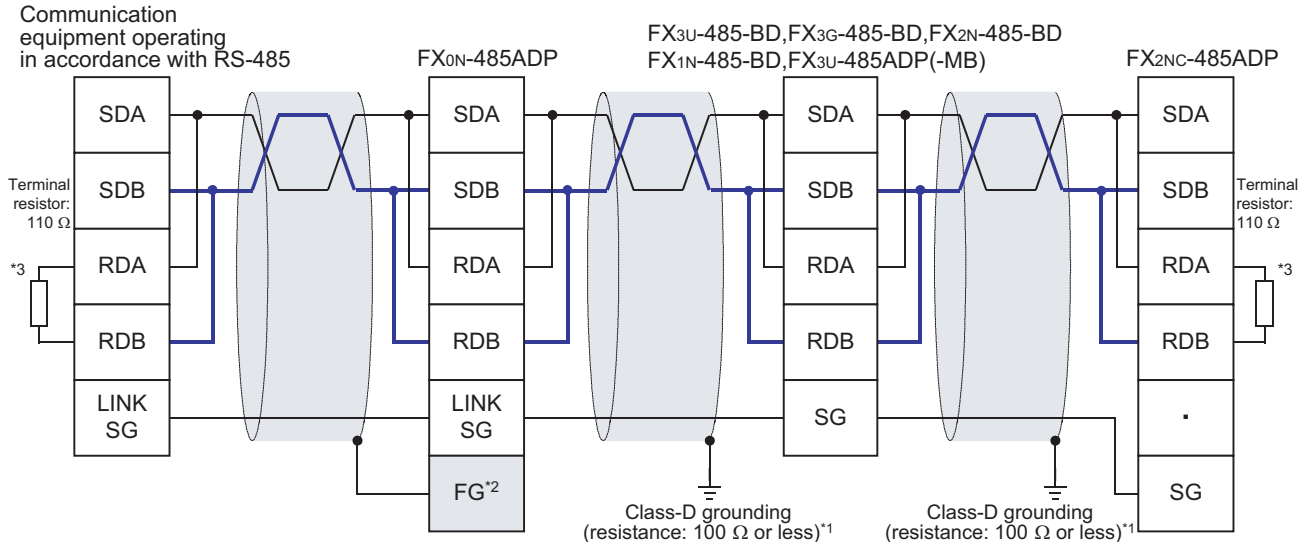 Communication
equipment operating
in accordance with RS-485
FX0N-485ADP
FX3U-485-BD,FX3G-485-BD,FX2N-485-BD
FX1N-485-BD,FX3U-485ADP(-MB)
FX2NC-485ADP
SDA
SDA
SDA
SDA
Terminal
resistor:
110 Ω
SDB
SDB
SDB
SDB
Terminal
resistor:
110 Ω
*3
RDA
RDA
RDA
RDA
*3
RDB
RDB
RDB
RDB
LINK
SG
LINK
SG
SG
.
FG*2
SG
Class-D grounding
(resistance: 100 Ω or less)*1
Class-D grounding
(resistance: 100 Ω or less)*1